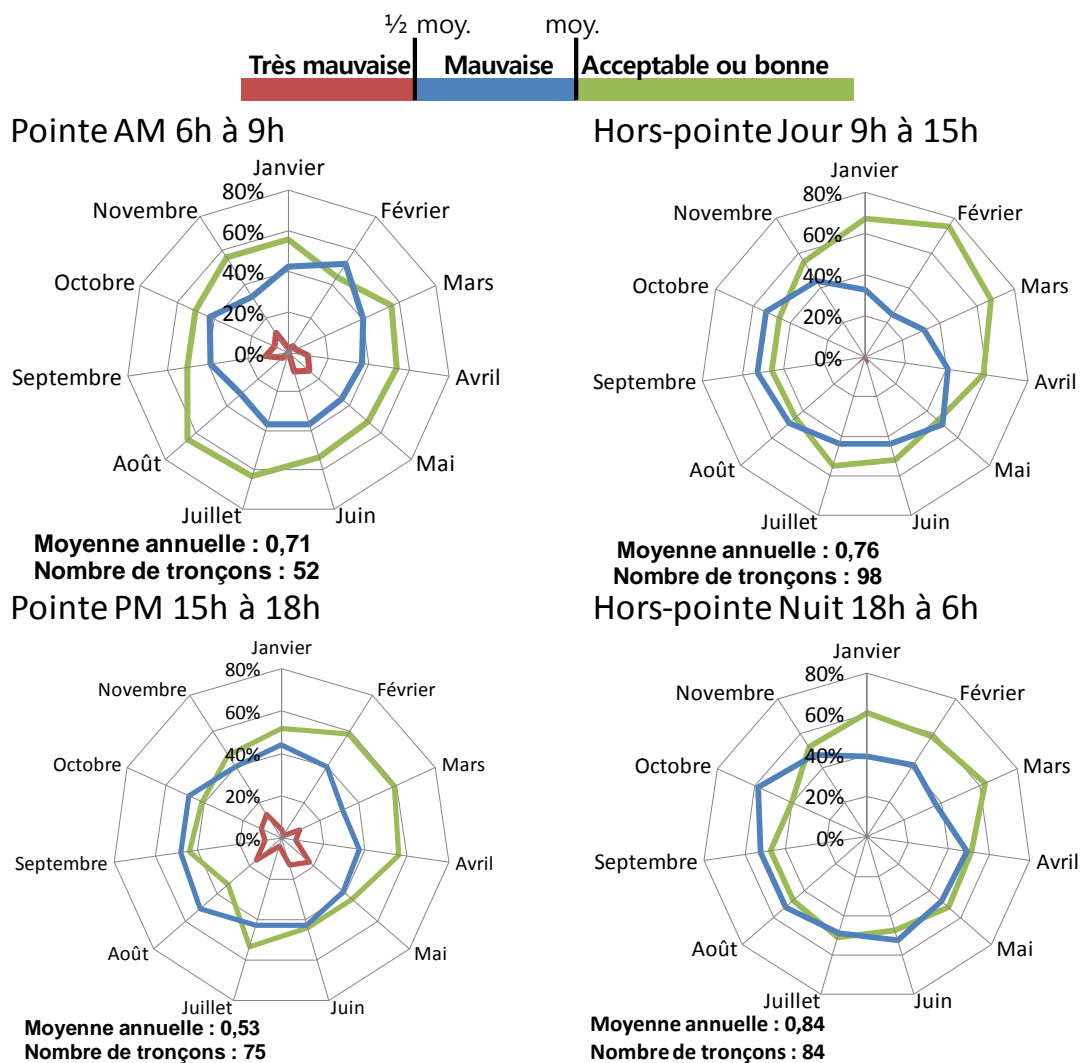 ½ moy. moy.
Très mauvaise Mauvaise Acceptable ou bonne
Pointe AM 6h à 9h
Janvier
80%
Février
60%
Mars
40%
20%
Avril
0%
Mai
Juin
Juillet
Août
Septembre
Octobre
Novembre
Moyenne annuelle : 0,71
Nombre de tronçons : 52
Hors-pointe Jour 9h à 15h
Janvier
80%
Février
60%
Mars
40%
20%
Avril
0%
Mai
Juin
Juillet
Août
Septembre
Octobre
Novembre
Moyenne annuelle : 0,76
Nombre de tronçons : 98
Pointe PM 15h à 18h
Janvier
80%
Février
60%
Mars
40%
20%
Avril
0%
Mai
Juin
Juillet
Août
Septembre
Octobre
Novembre
Moyenne annuelle : 0,53
Nombre de tronçons : 75
Hors-pointe Nuit 18h à 6h
Janvier
80%
Février
60%
Mars
40%
20%
Avril
0%
Mai
Juin
Juillet
Août
Septembre
Octobre
Novembre
Moyenne annuelle : 0,84
Nombre de tronçons : 84